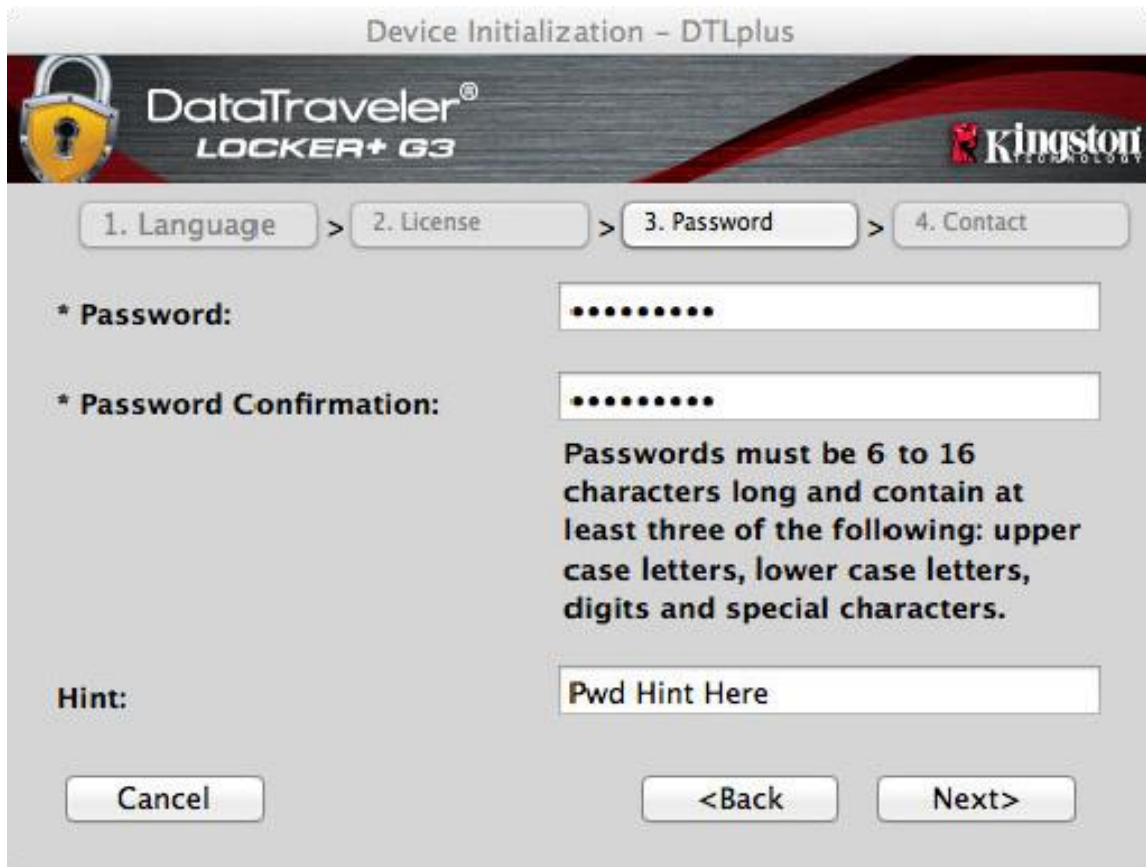 Device Initialization – DTLplus
DataTraveler®
LOCKER+ G3
Kingston
TECHNOLOGY
1. Language > 2. License > 3. Password > 4. Contact
* Password: •••••••••
* Password Confirmation: •••••••••
Passwords must be 6 to 16
characters long and contain at
least three of the following: upper
case letters, lower case letters,
digits and special characters.
Hint: Pwd Hint Here
Cancel <Back Next>